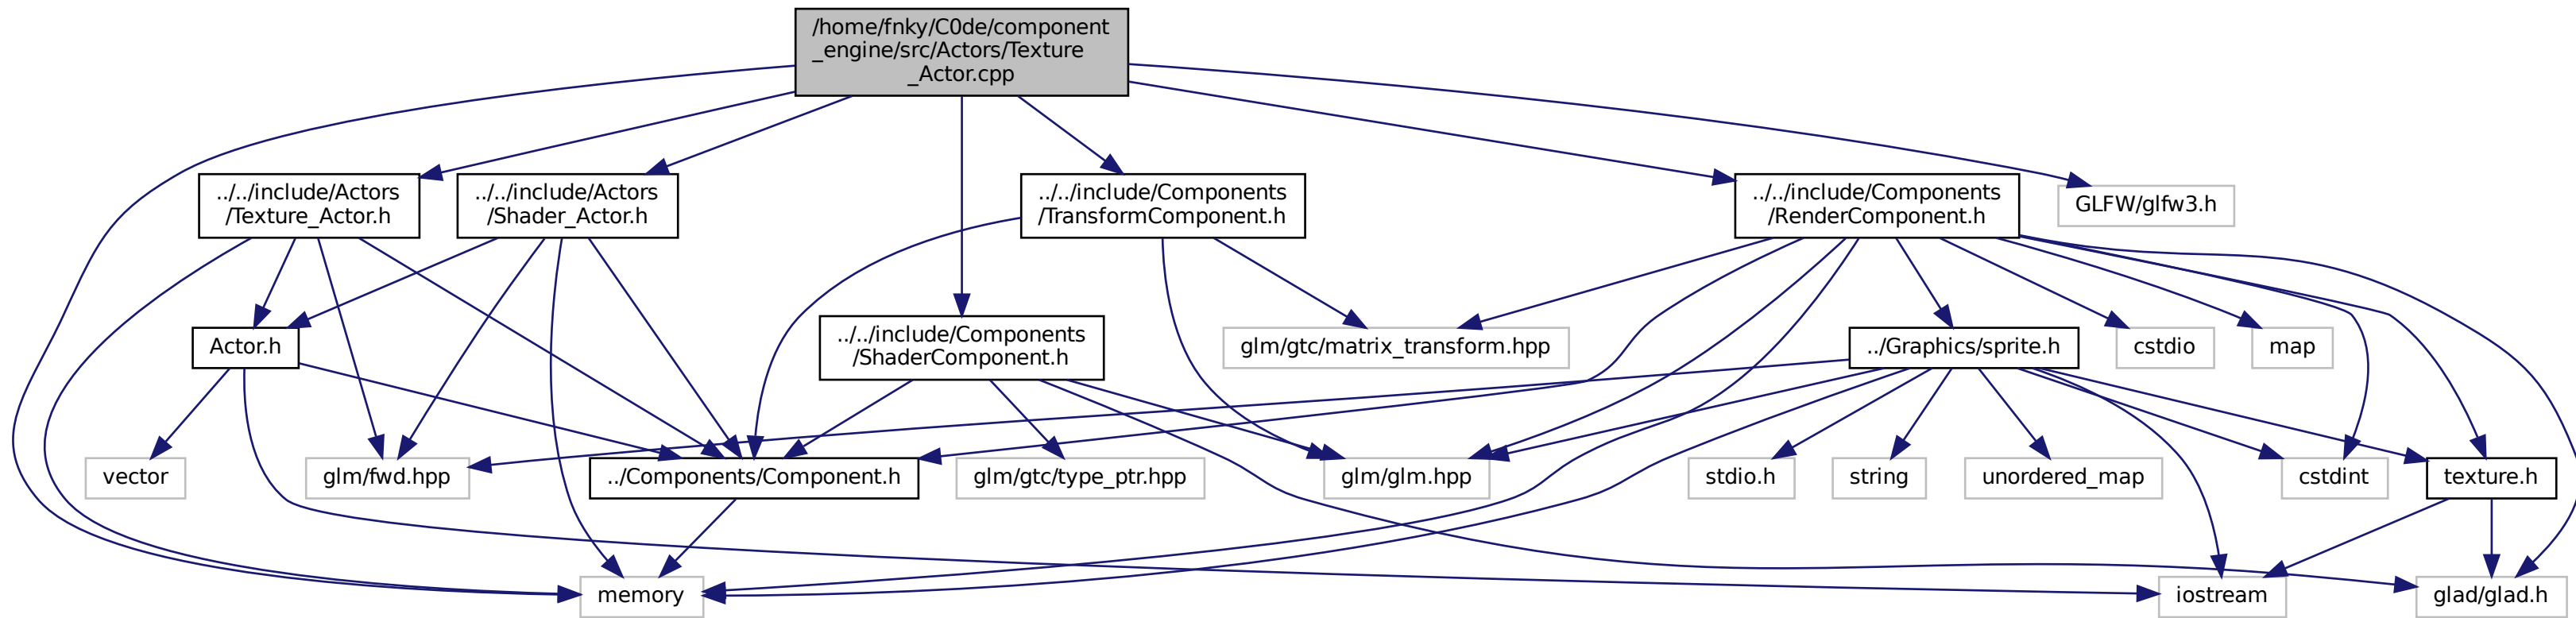 /home/fnky/C0de/component
_engine/src/Actors/Texture
_Actor.cpp
../../include/Actors
/Texture_Actor.h
../../include/Actors
/Shader_Actor.h
../../include/Components
/TransformComponent.h
../../include/Components
/RenderComponent.h
GLFW/glfw3.h
Actor.h
../../include/Components
/ShaderComponent.h
glm/gtc/matrix_transform.hpp
../Graphics/sprite.h
cstdio
map
vector
glm/fwd.hpp
../Components/Component.h
glm/gtc/type_ptr.hpp
glm/glm.hpp
stdio.h
string
unordered_map
cstdint
texture.h
memory
iostream
glad/glad.h